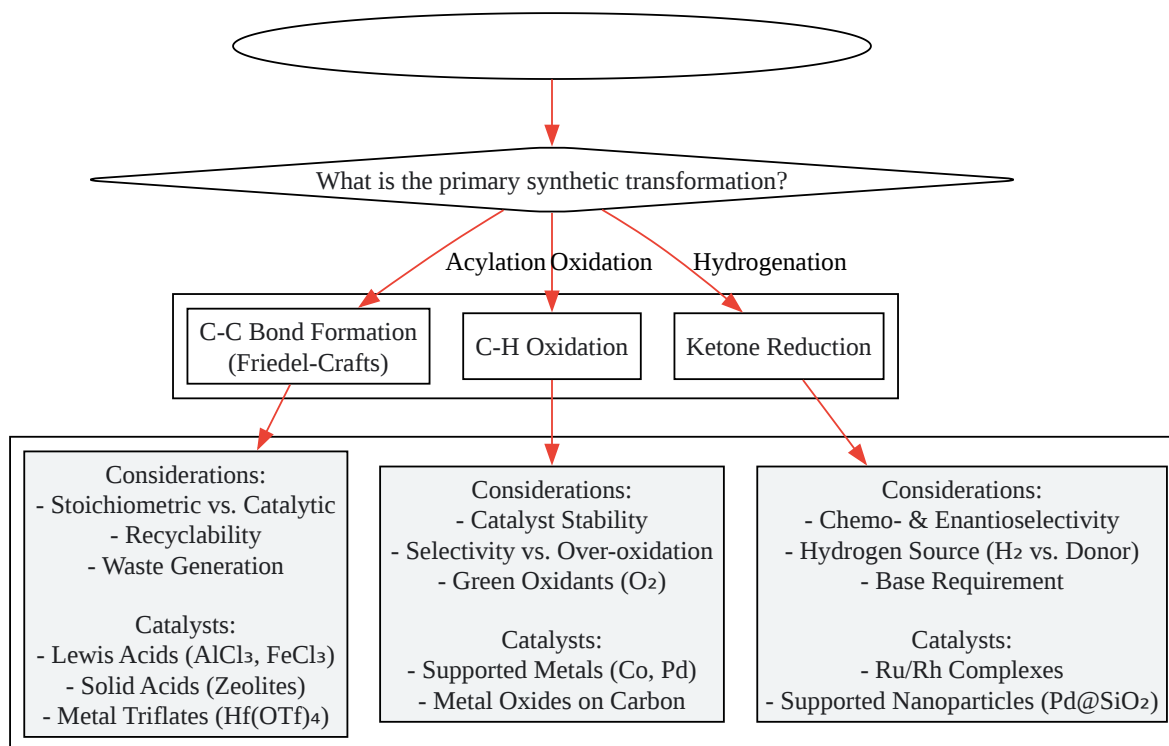 What is the primary synthetic transformation?
Acylation
Oxidation
Hydrogenation
C-C Bond Formation
(Friedel-Crafts)
C-H Oxidation
Ketone Reduction
Considerations:
- Stoichiometric vs. Catalytic
- Recyclability
- Waste Generation
Catalysts:
- Lewis Acids (AlCl₃, FeCl₃)
- Solid Acids (Zeolites)
- Metal Triflates (Hf(OTf)₄)
Considerations:
- Catalyst Stability
- Selectivity vs. Over-oxidation
- Green Oxidants (O₂)
Catalysts:
- Supported Metals (Co, Pd)
- Metal Oxides on Carbon
Considerations:
- Chemo- & Enantioselectivity
- Hydrogen Source (H₂ vs. Donor)
- Base Requirement
Catalysts:
- Ru/Rh Complexes
- Supported Nanoparticles (Pd@SiO₂)